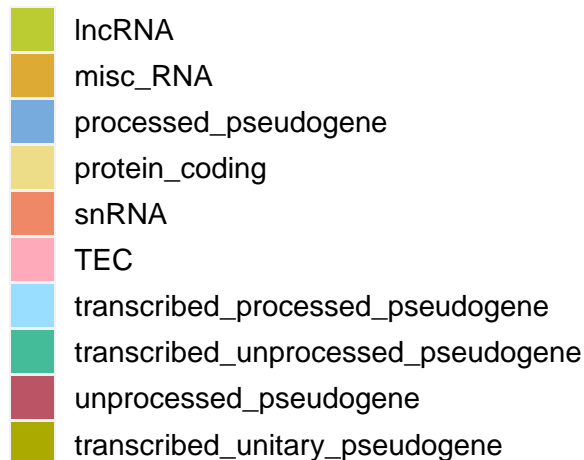 lncRNA
misc_RNA
processed_pseudogene
protein_coding
snRNA
TEC
transcribed_processed_pseudogene
transcribed_unprocessed_pseudogene
unprocessed_pseudogene
transcribed_unitary_pseudogene